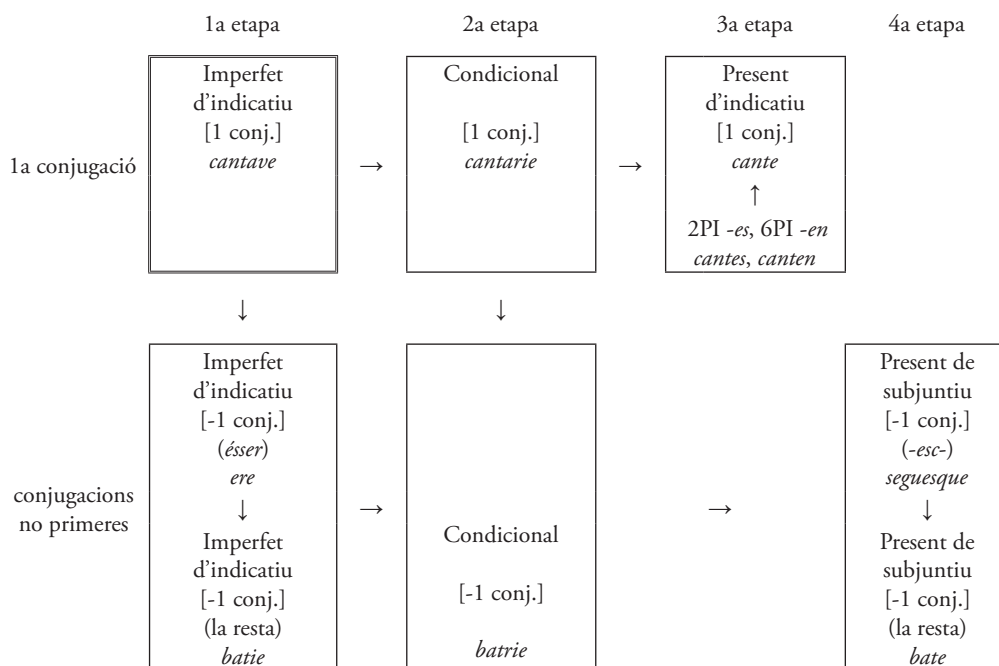 1a etapa
2a etapa
3a etapa
4a etapa
1a conjugació
Imperfet
d’indicatiu
[1 conj.]
cantave
→
Condicional
[1 conj.]
cantarie
→
Present
d’indicatiu
[1 conj.]
cante
↑
2PI -es, 6PI -en
cantes, canten
↓
↓
conjugacions
no primeres
Imperfet
d’indicatiu
[-1 conj.]
(ésser)
ere
↓
Imperfet
d’indicatiu
[-1 conj.]
(la resta)
batie
→
Condicional
[-1 conj.]
batrie
→
Present de
subjuntiu
[-1 conj.]
(-esc-)
seguesque
↓
Present de
subjuntiu
[-1 conj.]
(la resta)
bate